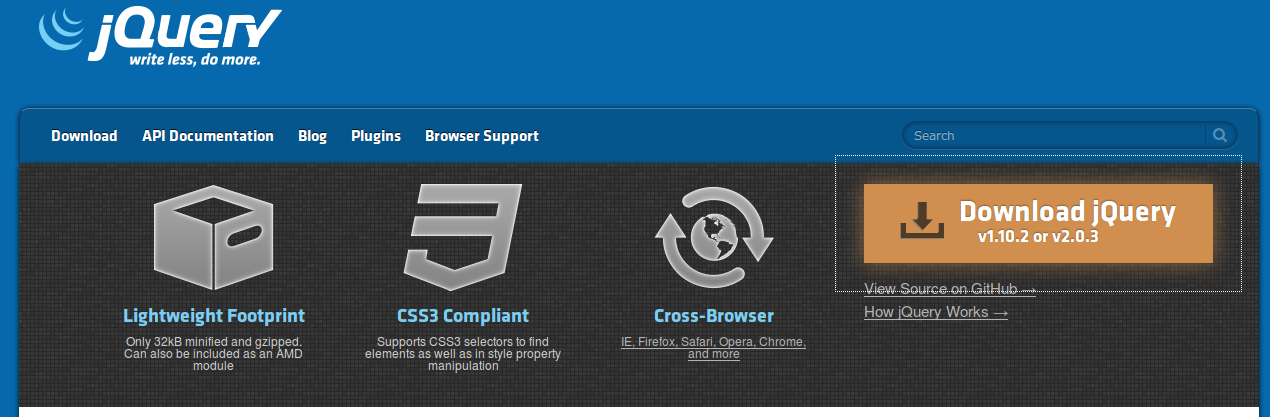 jQuery
write less, do more.
Download API Documentation Blog Plugins Browser Support Search
Download jQuery
v1.10.2 or v2.0.3
View Source on GitHub →
How jQuery Works →
Lightweight Footprint
Only 32kB minified and gzipped.
Can also be included as an AMD
module
CSS3 Compliant
Supports CSS3 selectors to find
elements as well as in style property
manipulation
Cross-Browser
IE, Firefox, Safari, Opera, Chrome,
and more